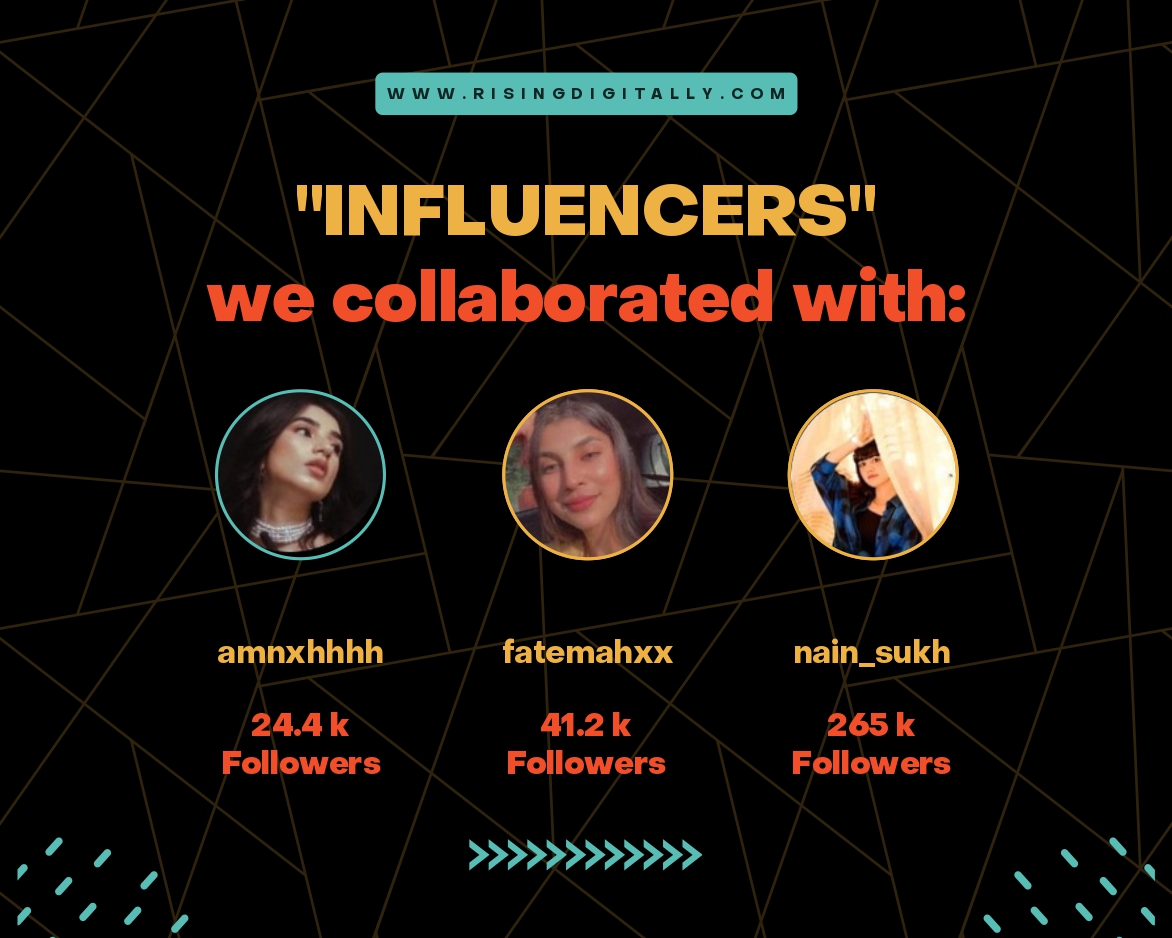 WWW.RISINGDIGITALLY.COM
"INFLUENCERS"
we collaborated with:
amnxhhhh
fatemahxx
nain_sukh
24.4 k
Followers
41.2 k
Followers
265 k
Followers